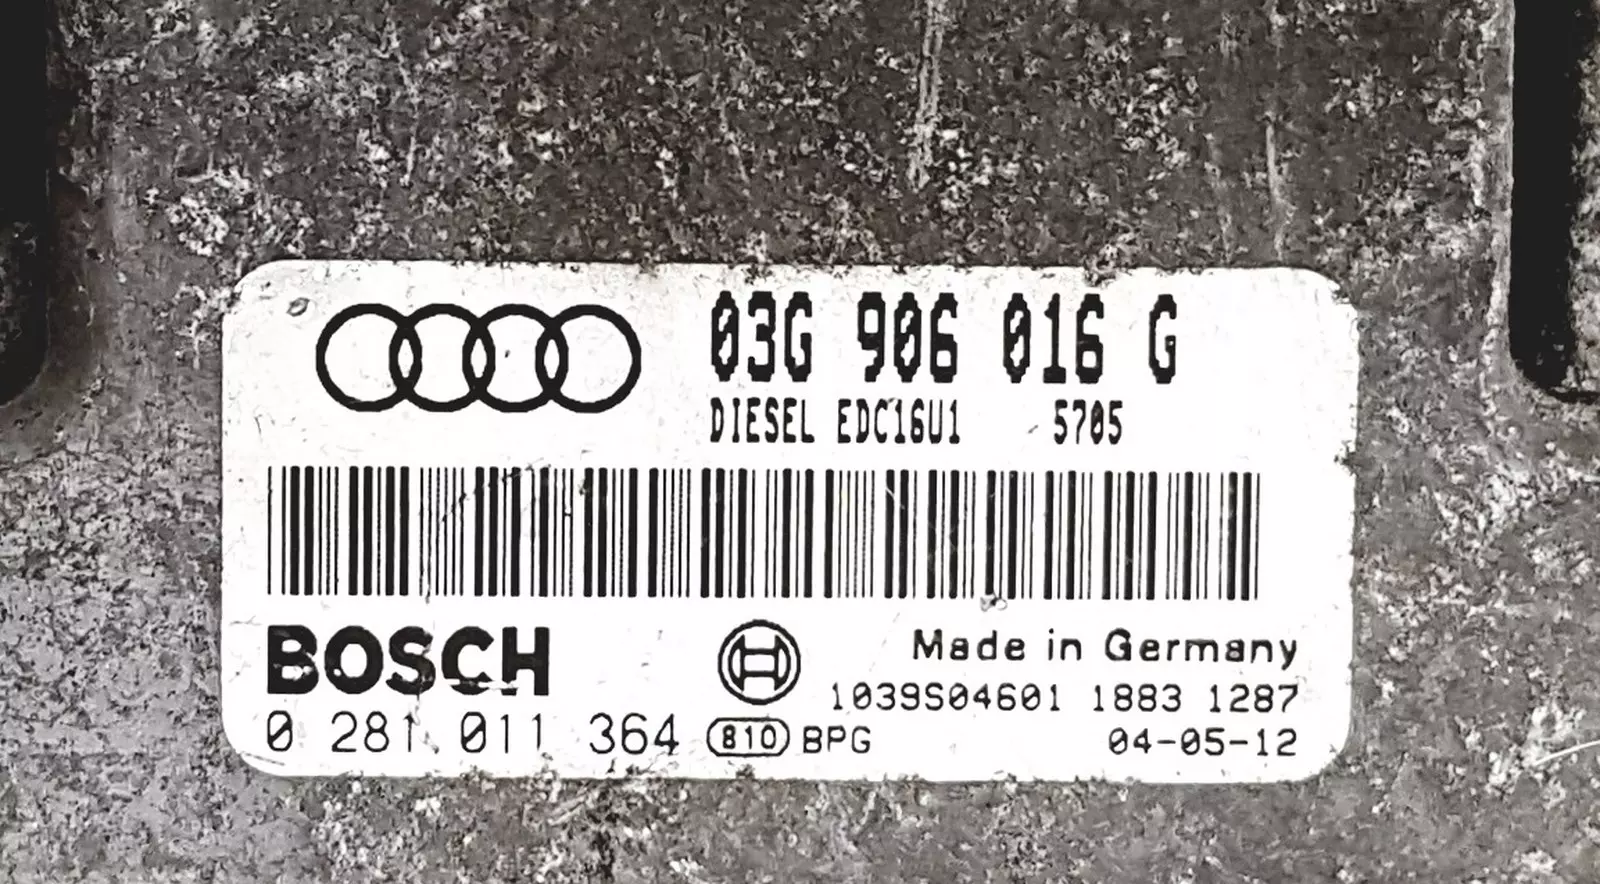 03G 906 016 G
DIESEL EDC16U1 5705
BOSCH
Made in Germany
1039S04601 1883 1287
0 281 011 364 810 BPG 04-05-12